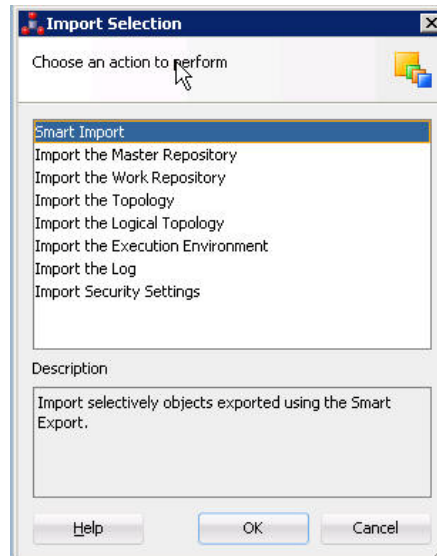 Import Selection
Choose an action to perform
Smart Import
Import the Master Repository
Import the Work Repository
Import the Topology
Import the Logical Topology
Import the Execution Environment
Import the Log
Import Security Settings
Description
Import selectively objects exported using the Smart
Export.
Help OK Cancel